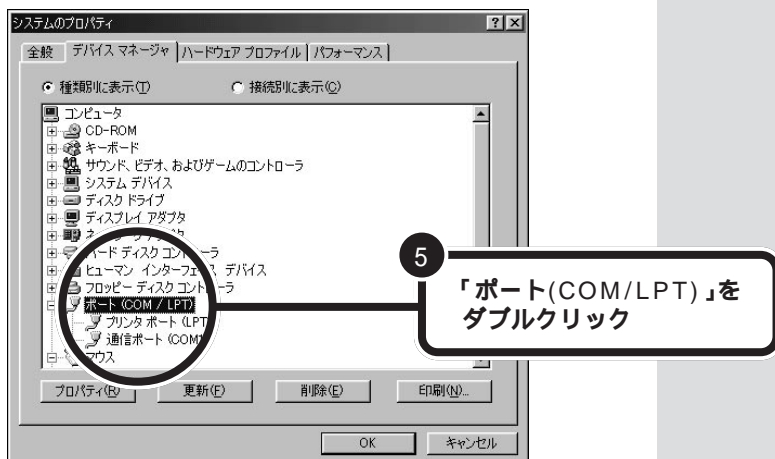 システムのプロパティ
全般 デバイス マネージャ ハードウェア プロファイル パフォーマンス
種類別に表示(T) 接続別に表示(C)
コンピュータ
CD-ROM
キーボード
サウンド、ビデオ、およびゲームのコントローラ
システム デバイス
ディスク ドライブ
ディスプレイ アダプタ
ハード ディスク
ヒューマン インターフェイス デバイス
フロッピー ディスク コントローラ
ポート (COM / LPT)
プリンタ ポート (LPT
通信ポート (COM
マウス
5
「ポート(COM/LPT)」を
ダブルクリック
プロパティ(R) 更新(F) 削除(E) 印刷(N)...
OK キャンセル